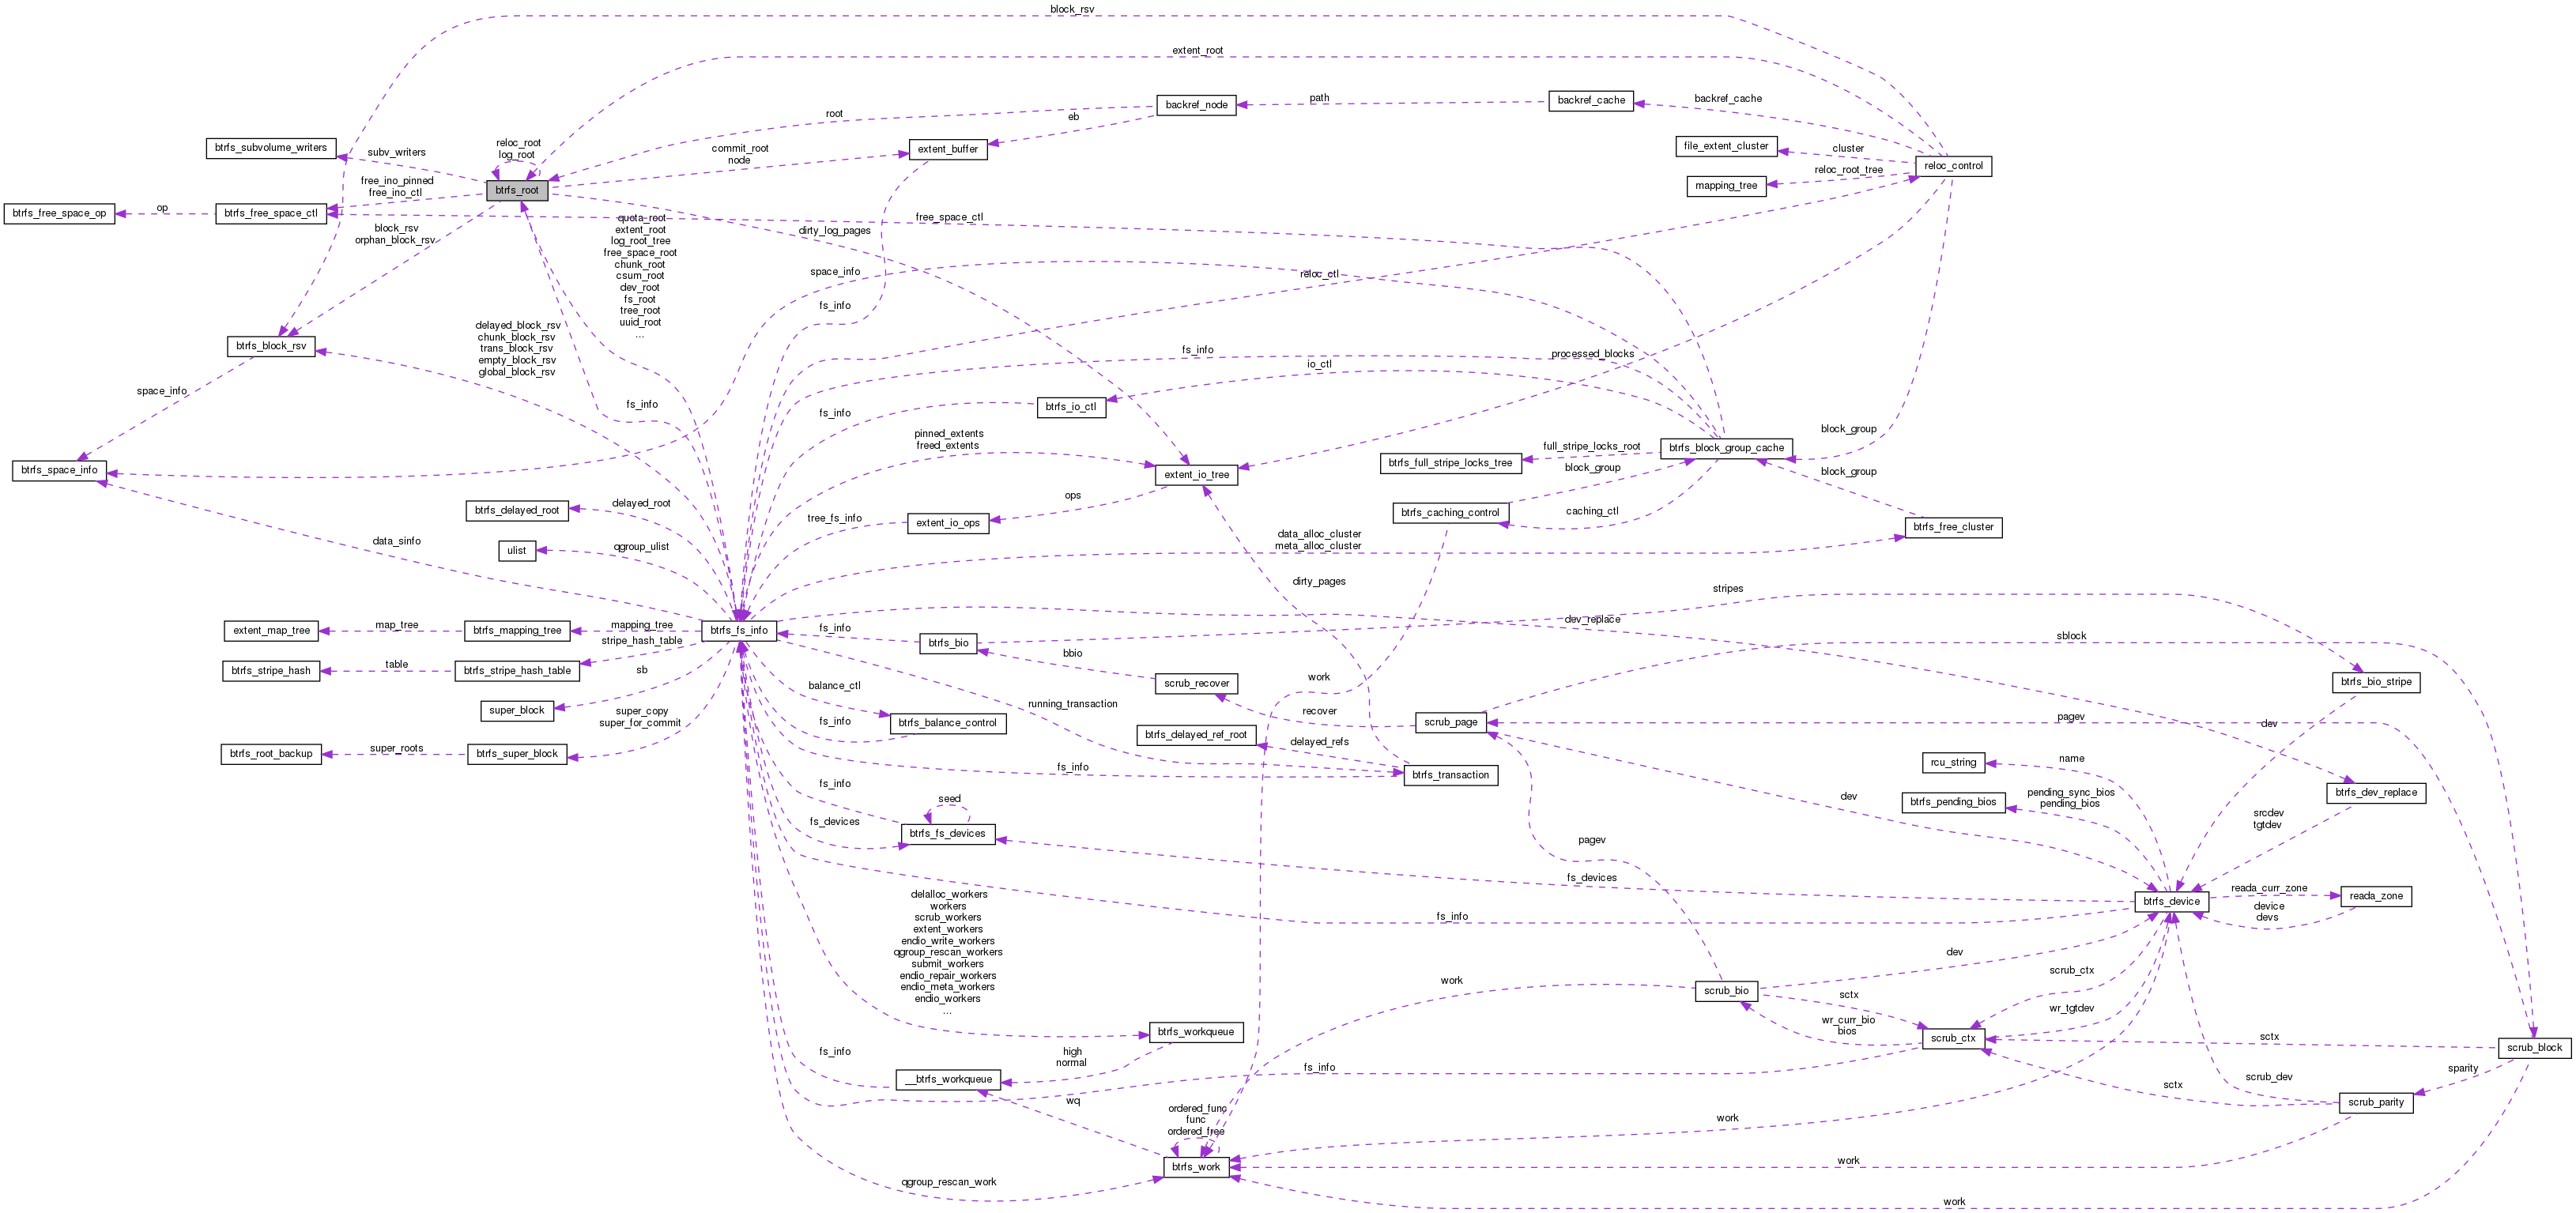 block_rsv
extent_root
backref_node
path
backref_cache
backref_cache
root
eb
btrfs_subvolume_writers
subv_writers
reloc_root
log_root
commit_root
node
extent_buffer
file_extent_cluster
cluster
reloc_control
mapping_tree
reloc_root_tree
btrfs_root
free_ino_pinned
free_ino_ctl
btrfs_free_space_op
op
btrfs_free_space_ctl
free_space_ctl
block_rsv
orphan_block_rsv
quota_root
extent_root
log_root_tree
free_space_root
chunk_root
csum_root
dev_root
fs_root
tree_root
uuid_root
...
dirty_log_pages
space_info
reloc_ctl
fs_info
delayed_block_rsv
chunk_block_rsv
trans_block_rsv
empty_block_rsv
global_block_rsv
btrfs_block_rsv
fs_info
processed_blocks
io_ctl
space_info
fs_info
fs_info
btrfs_io_ctl
block_group
pinned_extents
freed_extents
full_stripe_locks_root
btrfs_block_group_cache
btrfs_space_info
extent_io_tree
btrfs_full_stripe_locks_tree
block_group
block_group
ops
btrfs_delayed_root
delayed_root
tree_fs_info
extent_io_ops
btrfs_caching_control
caching_ctl
btrfs_free_cluster
data_sinfo
ulist
qgroup_ulist
data_alloc_cluster
meta_alloc_cluster
dirty_pages
stripes
extent_map_tree
map_tree
btrfs_mapping_tree
mapping_tree
btrfs_fs_info
fs_info
btrfs_bio
dev_replace
sblock
stripe_hash_table
bbio
btrfs_stripe_hash
table
btrfs_stripe_hash_table
sb
balance_ctl
scrub_recover
work
btrfs_bio_stripe
super_block
super_copy
super_for_commit
running_transaction
recover
scrub_page
pagev
dev
fs_info
btrfs_balance_control
btrfs_delayed_ref_root
delayed_refs
btrfs_root_backup
super_roots
btrfs_super_block
fs_info
btrfs_transaction
rcu_string
name
fs_info
seed
dev
btrfs_pending_bios
pending_sync_bios
pending_bios
btrfs_dev_replace
srcdev
tgtdev
fs_devices
btrfs_fs_devices
pagev
fs_devices
reada_curr_zone
reada_zone
btrfs_device
device
devs
fs_info
delalloc_workers
workers
scrub_workers
extent_workers
endio_write_workers
qgroup_rescan_workers
submit_workers
endio_repair_workers
endio_meta_workers
endio_workers
...
dev
scrub_ctx
work
scrub_bio
sctx
wr_tgtdev
wr_curr_bio
bios
btrfs_workqueue
scrub_ctx
sctx
scrub_block
fs_info
high
normal
fs_info
sparity
__btrfs_workqueue
scrub_dev
sctx
wq
scrub_parity
ordered_func
func
ordered_free
work
work
btrfs_work
qgroup_rescan_work
work